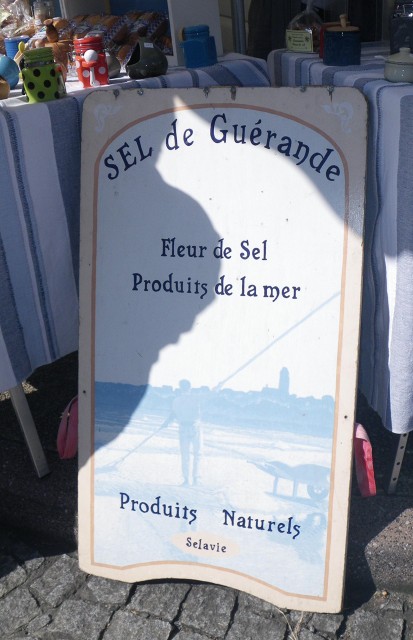 SEL de Guérande
Fleur de Sel
Produits de la mer
Produits Naturels
Selavie